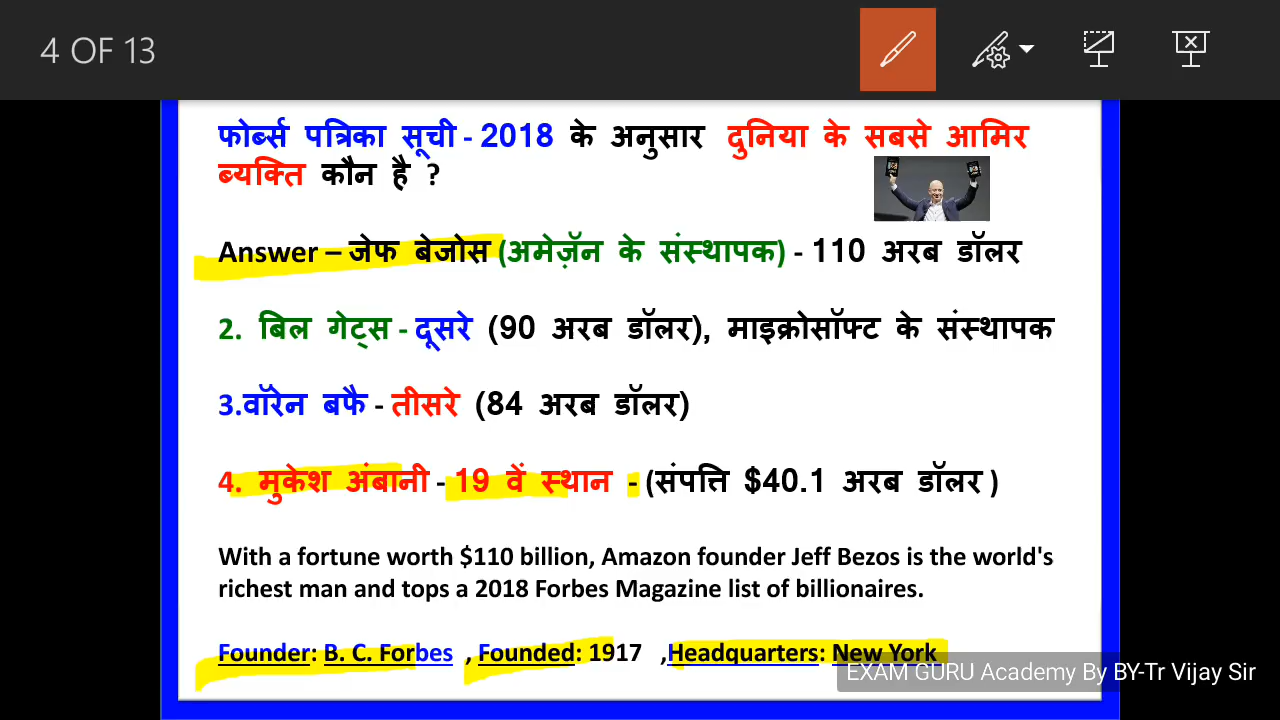 4 OF 13
फोर्ब्स पत्रिका सूची - 2018 के अनुसार दुनिया के सबसे आमिर
ब्यक्ति कौन है ?
Answer – जेफ बेजोस (अमेज़ॅन के संस्थापक) - 110 अरब डॉलर
2. बिल गेट्स - दूसरे (90 अरब डॉलर), माइक्रोसॉफ्ट के संस्थापक
3.वॉरेन बफै - तीसरे (84 अरब डॉलर)
4. मुकेश अंबानी - 19 वें स्थान - (संपत्ति $40.1 अरब डॉलर )
With a fortune worth $110 billion, Amazon founder Jeff Bezos is the world's
richest man and tops a 2018 Forbes Magazine list of billionaires.
Founder: B. C. Forbes , Founded: 1917 ,Headquarters: New York
EXAM GURU Academy By BY-Tr Vijay Sir